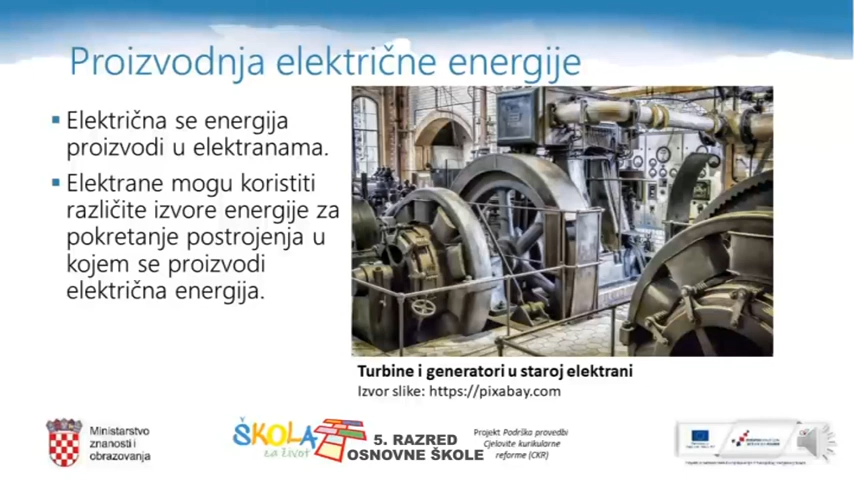 Proizvodnja električne energije
▪ Električna se energija
proizvodi u elektranama.
▪ Elektrane mogu koristiti
različite izvore energije za
pokretanje postrojenja u
kojem se proizvodi
električna energija.
Turbine i generatori u staroj elektrani
Izvor slike: https://pixabay.com
Ministarstvo
znanosti i
obrazovanja
ŠKOLA
za život
5. RAZRED
OSNOVNE ŠKOLE
Projekt Podrška provedbi
Cjelovite kurikularne
reforme (CKR)